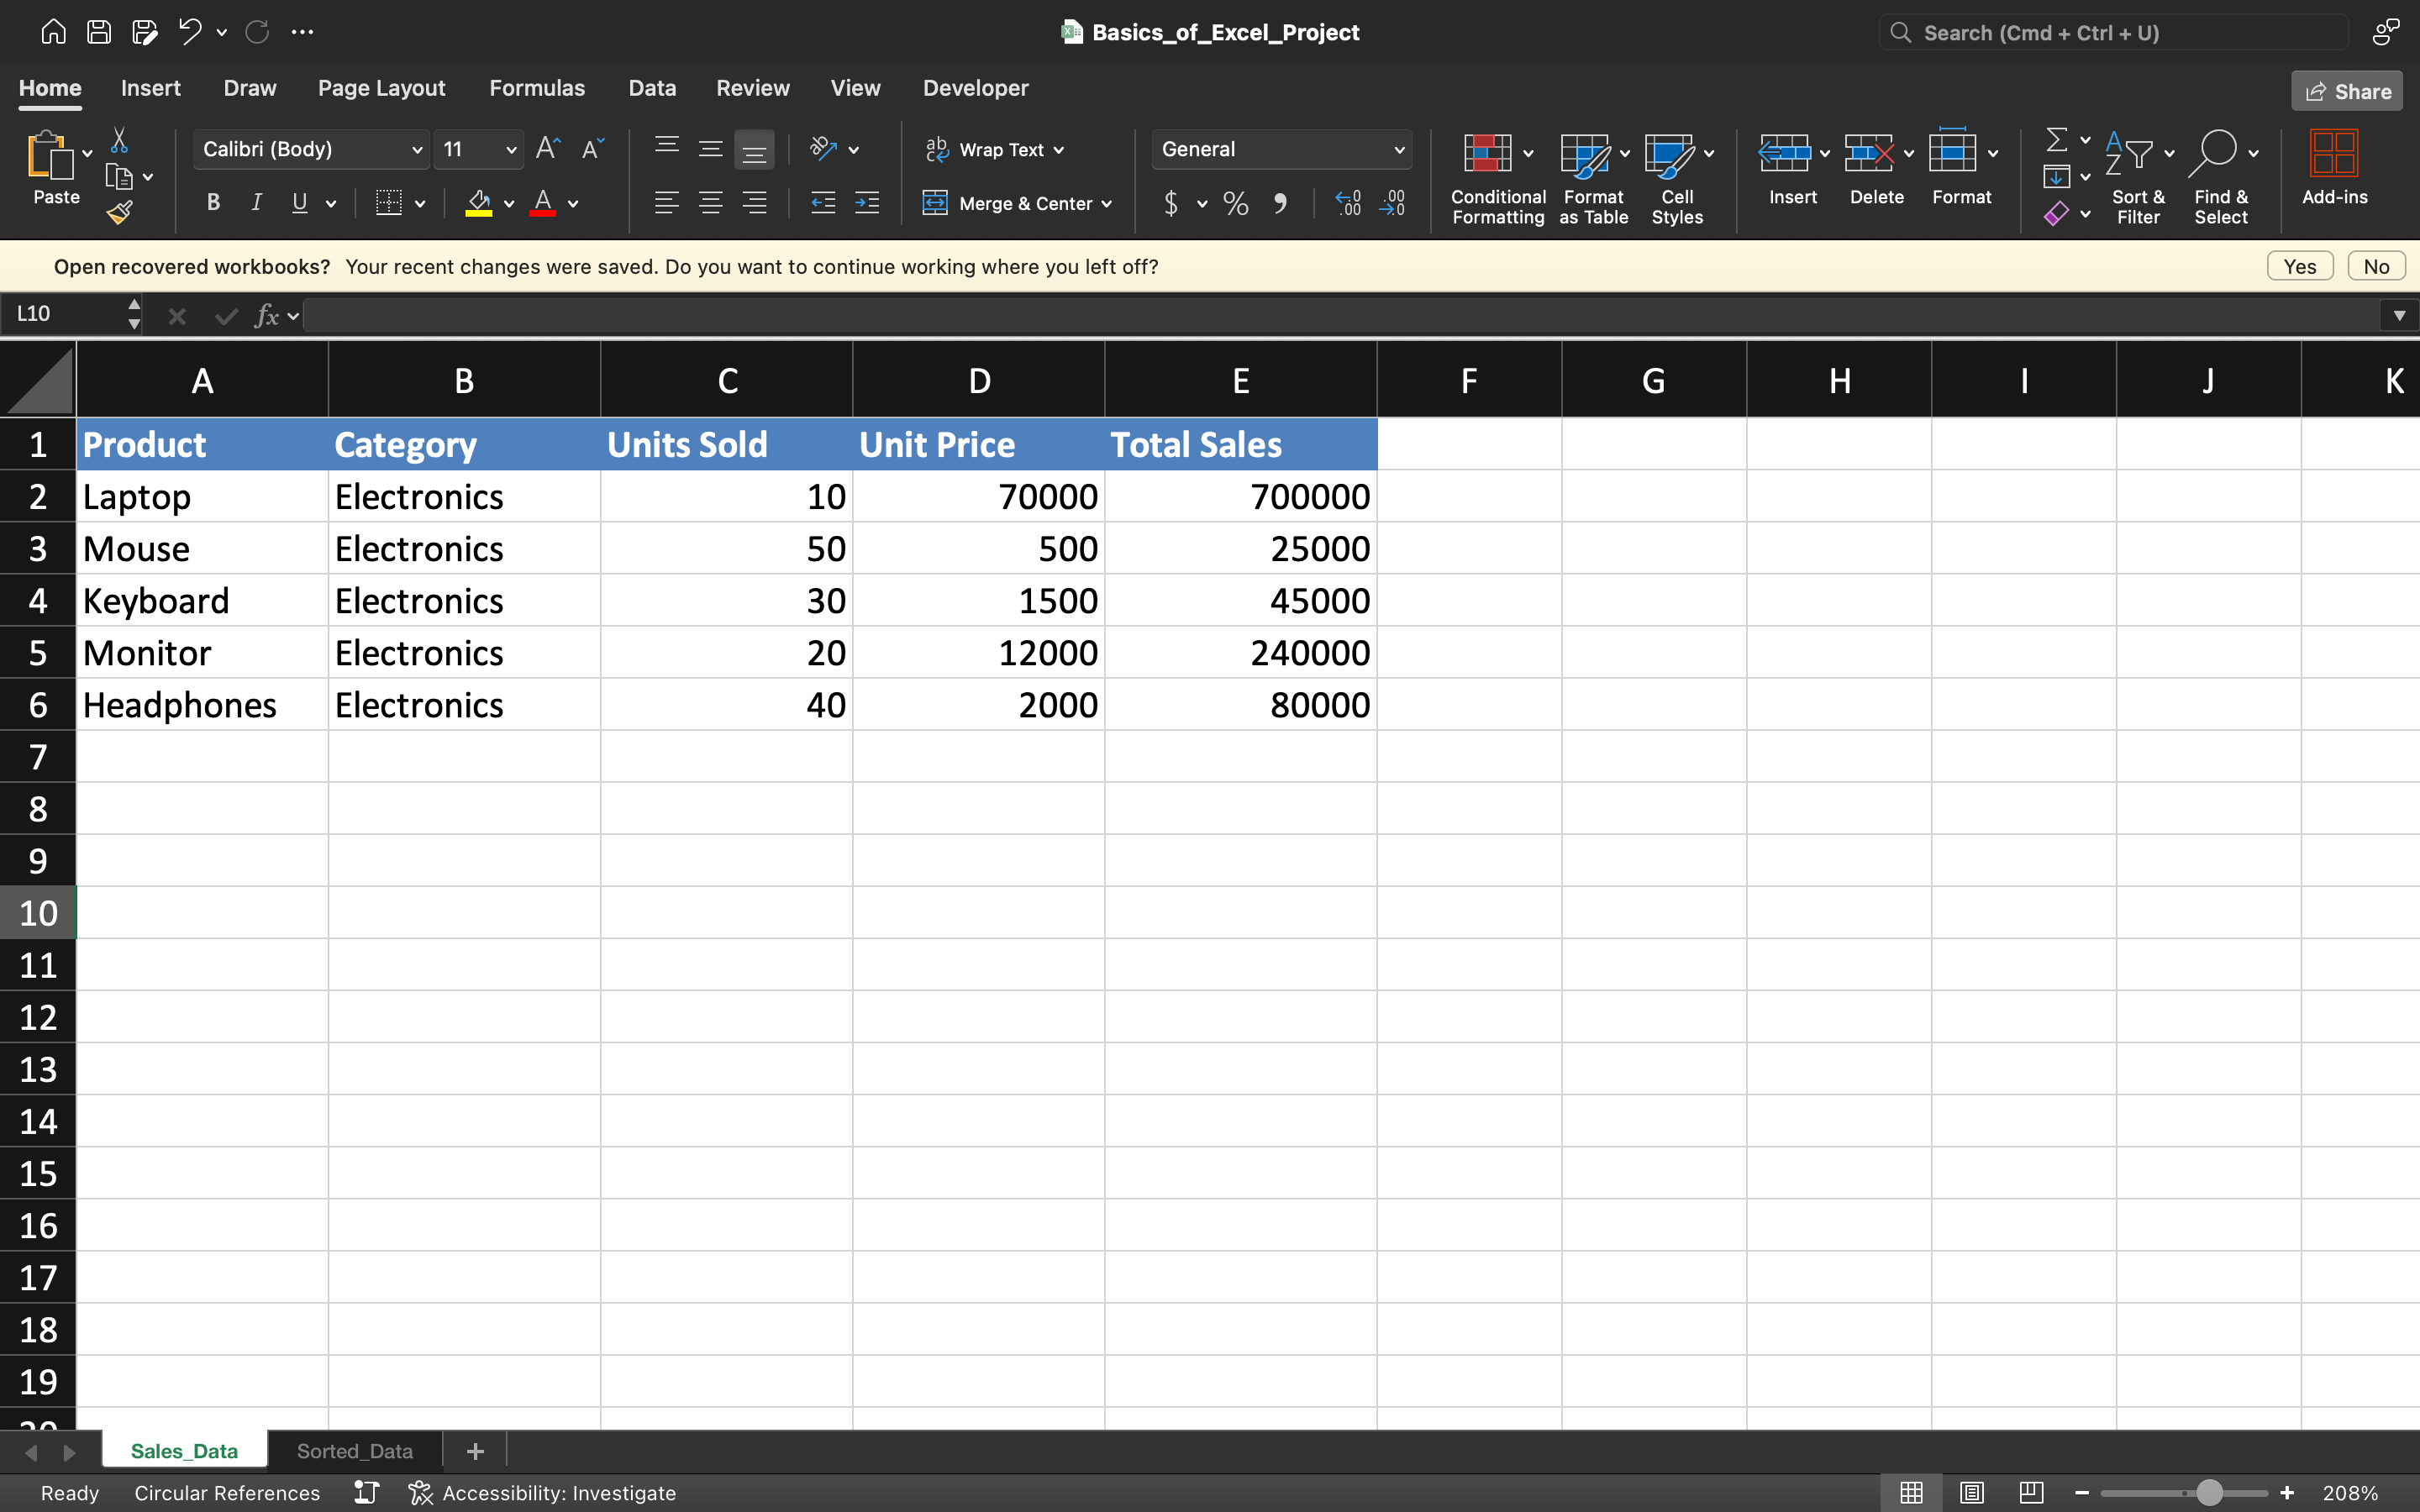 Basics_of_Excel_Project
Search (Cmd + Ctrl + U)
Home Insert Draw Page Layout Formulas Data Review View Developer
Share
Paste
Calibri (Body) 11
Wrap Text
Merge & Center
General
Conditional Formatting
Format as Table
Cell Styles
Insert
Delete
Format
Sort & Filter
Find & Select
Add-ins
Open recovered workbooks? Your recent changes were saved. Do you want to continue working where you left off?
Yes No
L10
fx
A B C D E F G H I J K
1 Product Category Units Sold Unit Price Total Sales
2 Laptop Electronics 10 70000 700000
3 Mouse Electronics 50 500 25000
4 Keyboard Electronics 30 1500 45000
5 Monitor Electronics 20 12000 240000
6 Headphones Electronics 40 2000 80000
7
8
9
10
11
12
13
14
15
16
17
18
19
Sales_Data Sorted_Data
Ready Circular References Accessibility: Investigate
208%